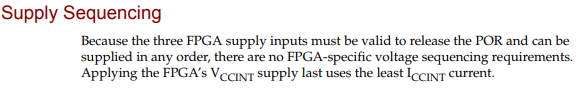 Supply Sequencing
Because the three FPGA supply inputs must be valid to release the POR and can be
supplied in any order, there are no FPGA-specific voltage sequencing requirements.
Applying the FPGA's VCCINT supply last uses the least ICCINT current.